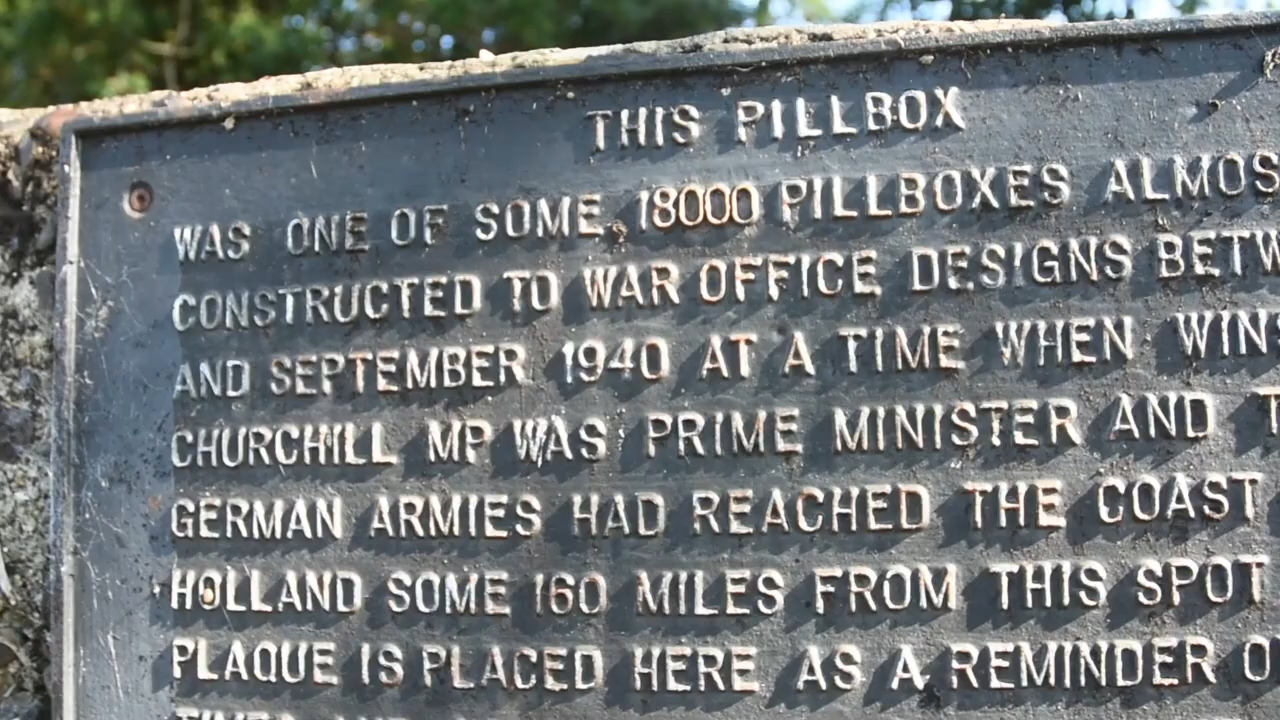 THIS PILLBOX
WAS ONE OF SOME 18000 PILLBOXES ALMOS
CONSTRUCTED TO WAR OFFICE DESIGNS BETW
AND SEPTEMBER 1940 AT A TIME WHEN WINS
CHURCHILL MP WAS PRIME MINISTER AND T
GERMAN ARMIES HAD REACHED THE COAST
HOLLAND SOME 160 MILES FROM THIS SPOT
PLAQUE IS PLACED HERE AS A REMINDER O